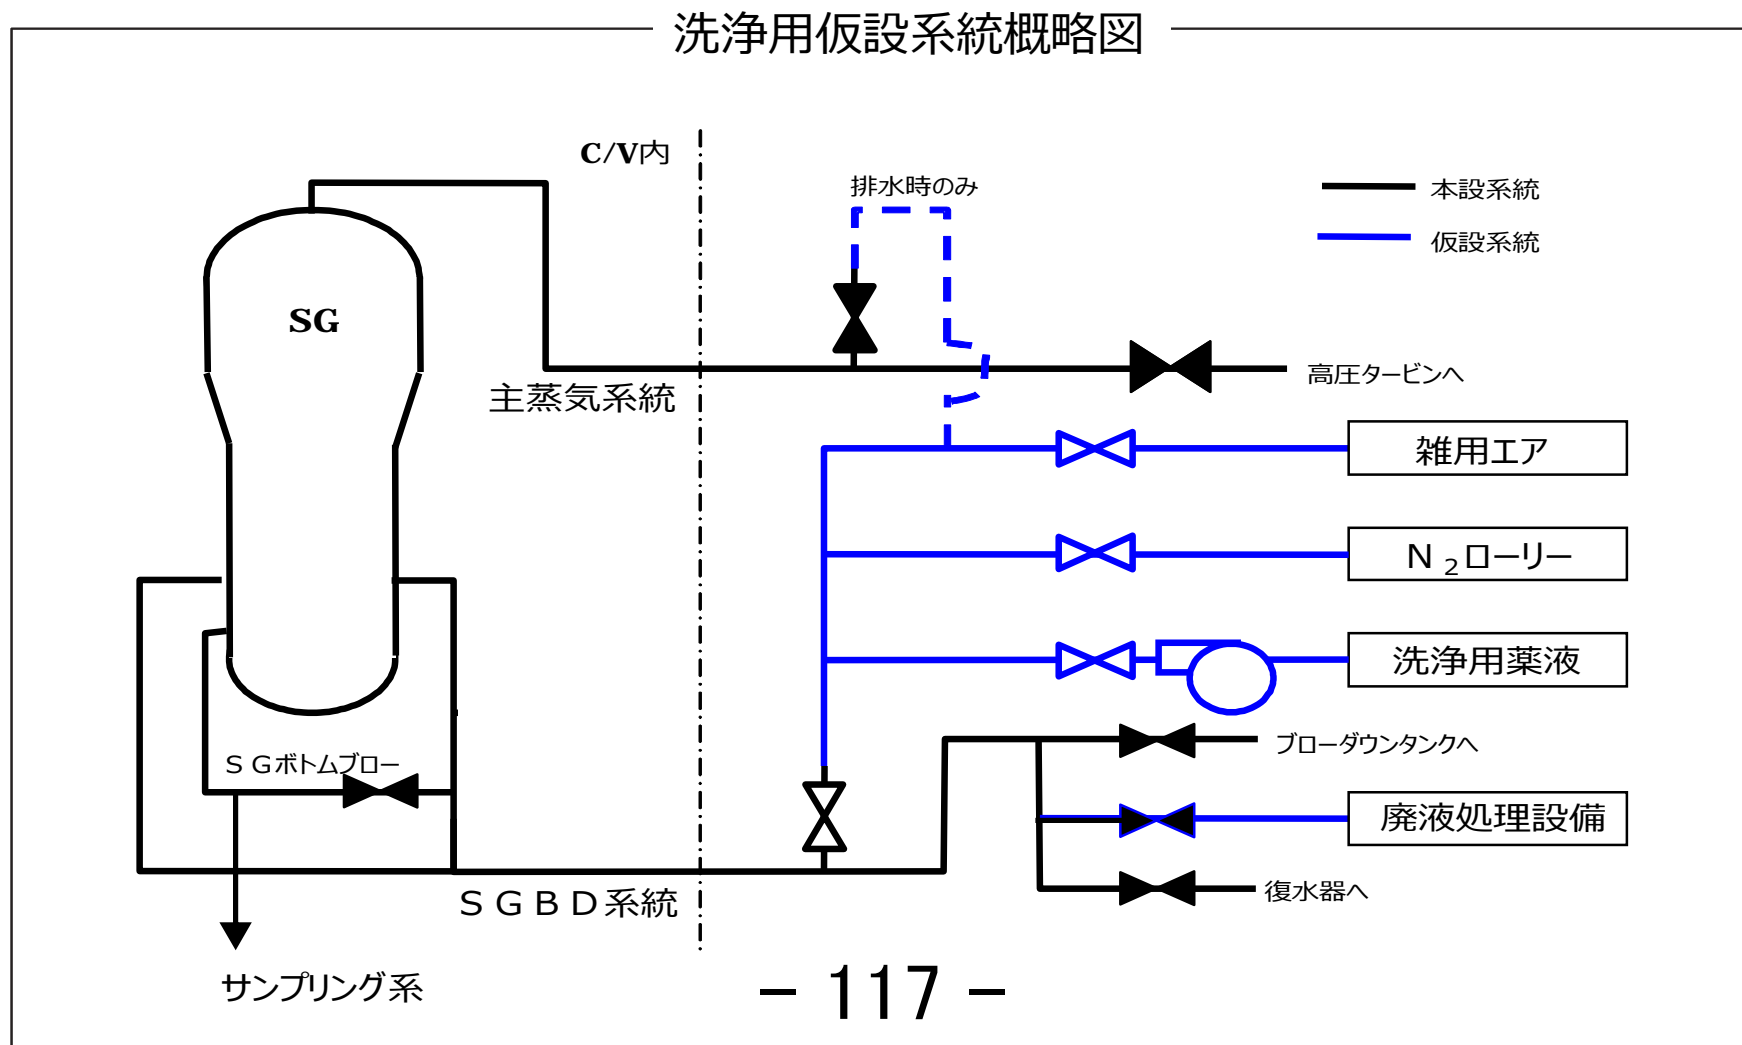 洗浄用仮設系統概略図
C/V内
排水時のみ
本設系統
仮設系統
SG
主蒸気系統
高圧タービンへ
雑用エア
N₂ローリー
洗浄用薬液
ブローダウンタンクへ
SGボトムブロー
廃液処理設備
復水器へ
SGBD系統
サンプリング系
- 117 -